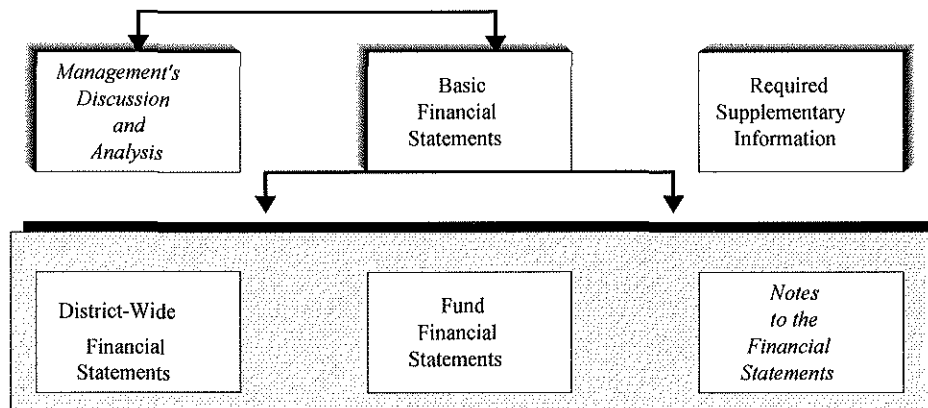 Management's
Discussion
and
Analysis
Basic
Financial
Statements
Required
Supplementary
Information
District-Wide
Financial
Statements
Fund
Financial
Statements
Notes
to the
Financial
Statements